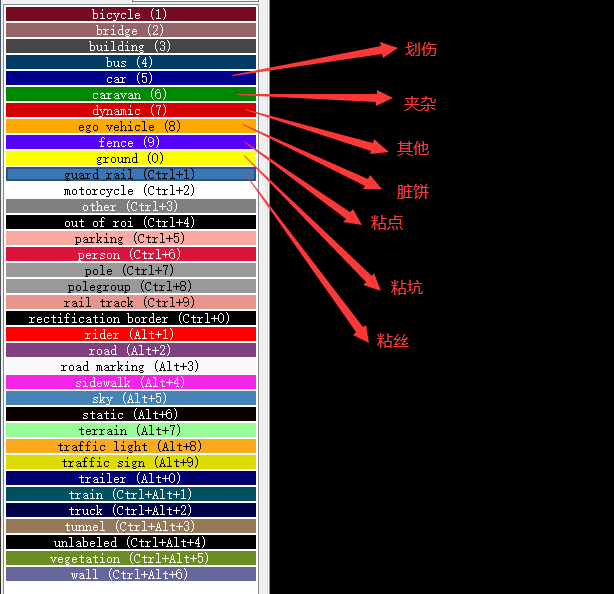 bicycle (1)
bridge (2)
building (3)
bus (4)
car (5)
caravan (6)
dynamic (7)
ego vehicle (8)
fence (9)
ground (0)
guard rail (Ctrl+1)
motorcycle (Ctrl+2)
other (Ctrl+3)
out of roi (Ctrl+4)
parking (Ctrl+5)
person (Ctrl+6)
pole (Ctrl+7)
polegroup (Ctrl+8)
rail track (Ctrl+9)
rectification border (Ctrl+0)
rider (Alt+1)
road (Alt+2)
road marking (Alt+3)
sidewalk (Alt+4)
sky (Alt+5)
static (Alt+6)
terrain (Alt+7)
traffic light (Alt+8)
traffic sign (Alt+9)
trailer (Alt+0)
train (Ctrl+Alt+1)
truck (Ctrl+Alt+2)
tunnel (Ctrl+Alt+3)
unlabeled (Ctrl+Alt+4)
vegetation (Ctrl+Alt+5)
wall (Ctrl+Alt+6)
划伤
夹杂
其他
脏饼
粘点
粘坑
粘丝